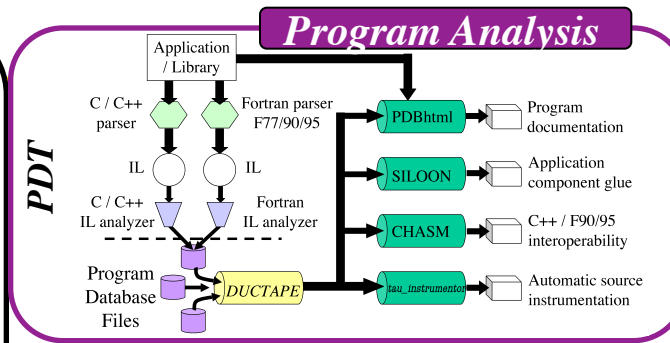 Program Analysis
PDT
Application
/ Library
C / C++
parser
Fortran parser
F77/90/95
IL
IL
C / C++
IL analyzer
Fortran
IL analyzer
Program
Database
Files
DUCTAPE
PDBhtml
Program
documentation
SILOON
Application
component glue
CHASM
C++ / F90/95
interoperability
tau_instrumentor
Automatic source
instrumentation